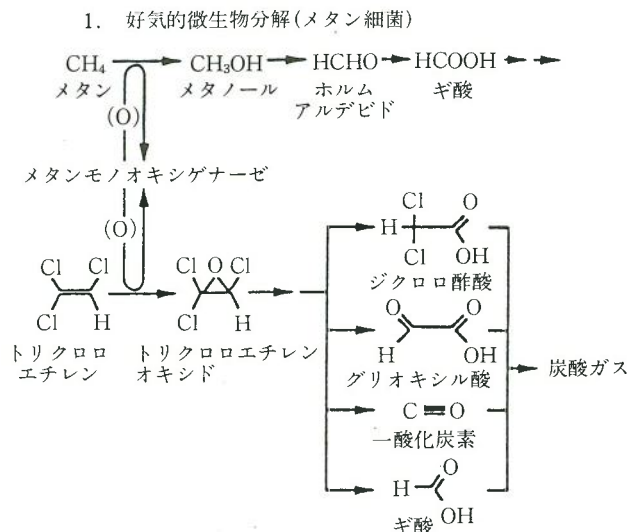 1. 好気的微生物分解(メタン細菌)
CH₄ CH₃OH HCHO HCOOH
メタン メタノール ホルム ギ酸
アルデビド
(O)
メタンモノオキシゲナーゼ
(O)
Cl Cl
Cl H
トリクロロ
エチレン
Cl O Cl
Cl H
トリクロロエチレン
オキシド
Cl O
H
Cl OH
ジクロロ酢酸
O O
H OH
グリオキシル酸
C≡O
一酸化炭素
O
H
OH
ギ酸
炭酸ガス